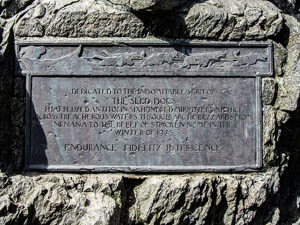 DEDICATED TO THE INDOMITABLE SPIRIT OF
THE SLED DOGS
THAT RELAYED ANTITOXIN SIX HUNDRED MILES OVER ROUGH ICE
ACROSS TREACHEROUS WATERS THROUGH ARCTIC BLIZZARDS FROM
NENANA TO THE RELIEF OF STRICKEN NOME IN THE
WINTER OF 1925
ENDURANCE FIDELITY INTELLIGENCE